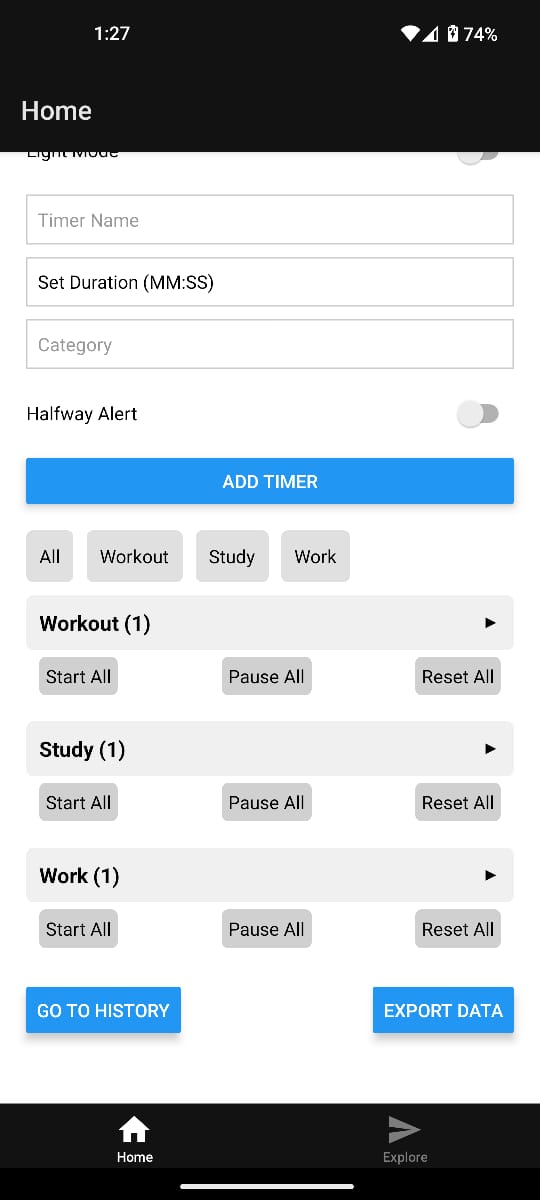 1:27
74%
Home
Light Mode
Timer Name
Set Duration (MM:SS)
Category
Halfway Alert
ADD TIMER
All Workout Study Work
Workout (1)
Start All Pause All Reset All
Study (1)
Start All Pause All Reset All
Work (1)
Start All Pause All Reset All
GO TO HISTORY EXPORT DATA
Home Explore